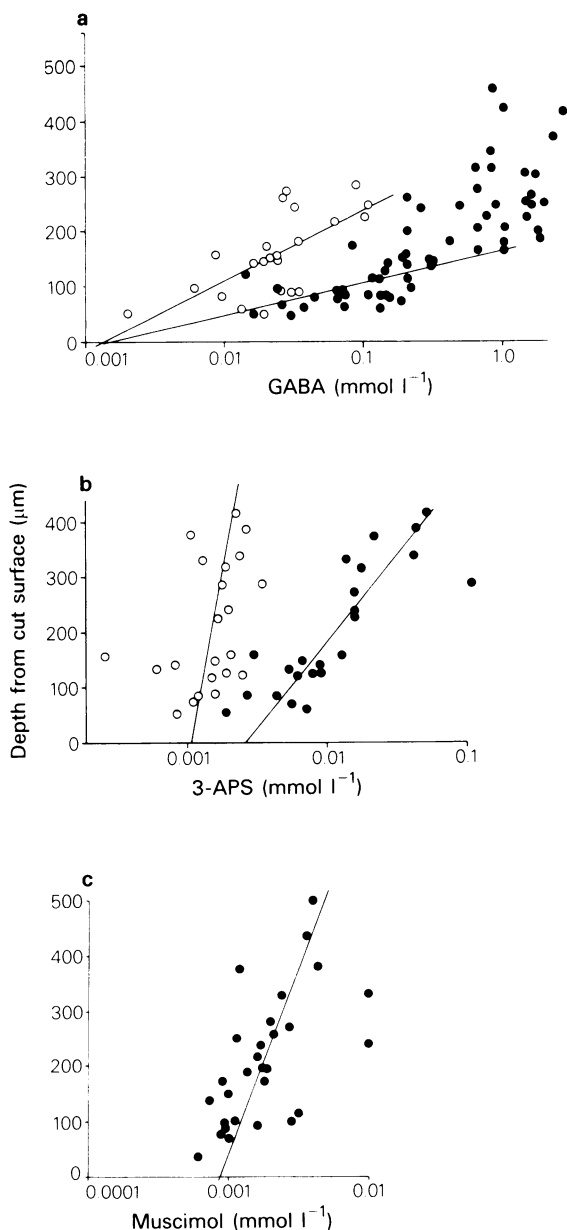 a
500
400
300
200
100
0
0.001 0.01 0.1 1.0
GABA (mmol l⁻¹)
Depth from cut surface (μm)
b
400
300
200
100
0
0.001 0.01 0.1
3-APS (mmol l⁻¹)
c
500
400
300
200
100
0
0.0001 0.001 0.01
Muscimol (mmol l⁻¹)